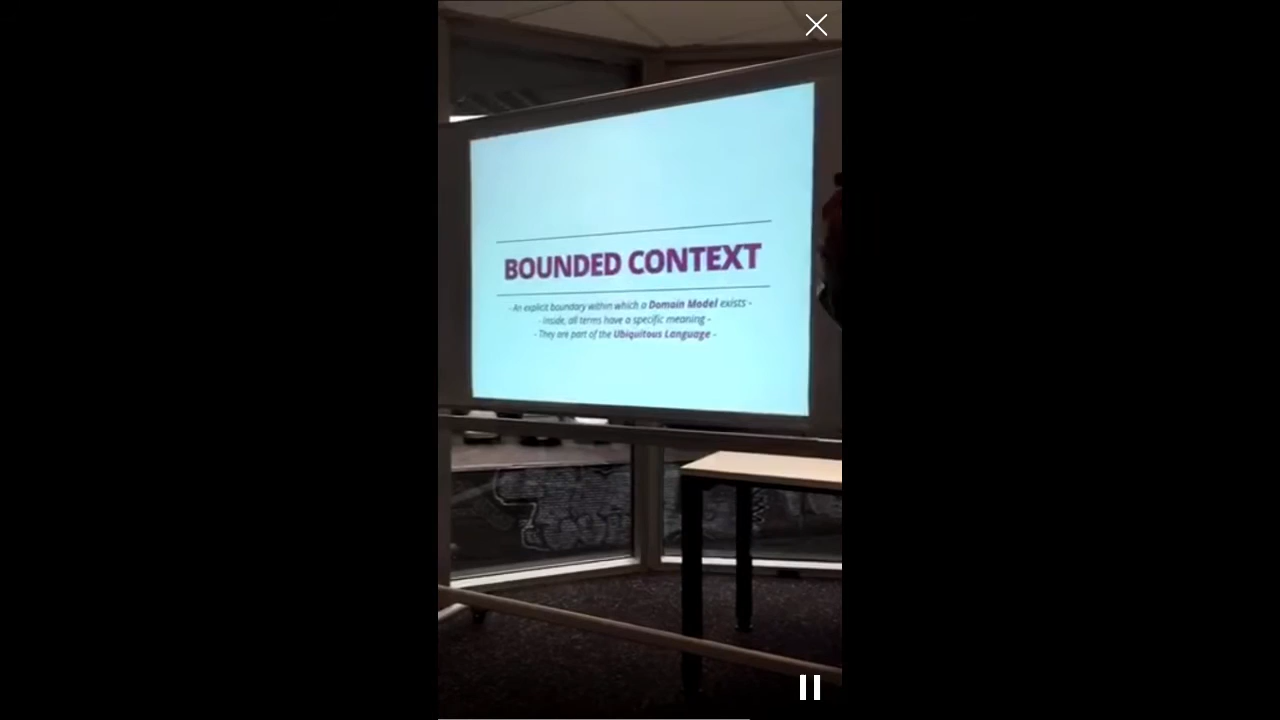 BOUNDED CONTEXT
- An explicit boundary within which a Domain Model exists -
- Inside, all terms have a specific meaning -
- They are part of the Ubiquitous Language -